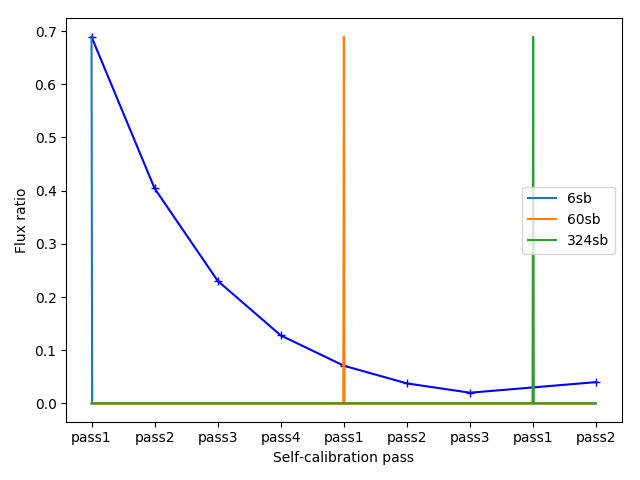 Flux ratio
0.7
0.6
0.5
0.4
0.3
0.2
0.1
0.0
6sb
60sb
324sb
pass1 pass2 pass3 pass4 pass1 pass2 pass3 pass1 pass2
Self-calibration pass